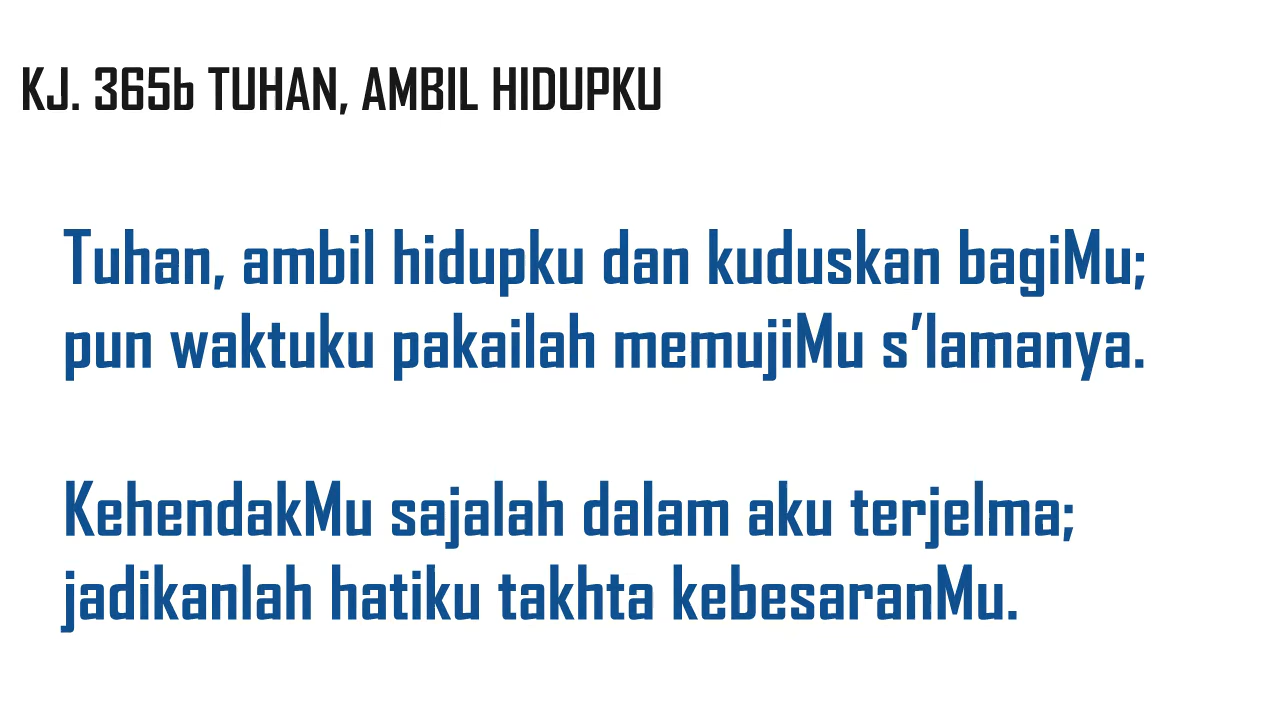 KJ. 365b TUHAN, AMBIL HIDUPKU
Tuhan, ambil hidupku dan kuduskan bagiMu;
pun waktuku pakailah memujiMu s’lamanya.
KehendakMu sajalah dalam aku terjelma;
jadikanlah hatiku takhta kebesaranMu.